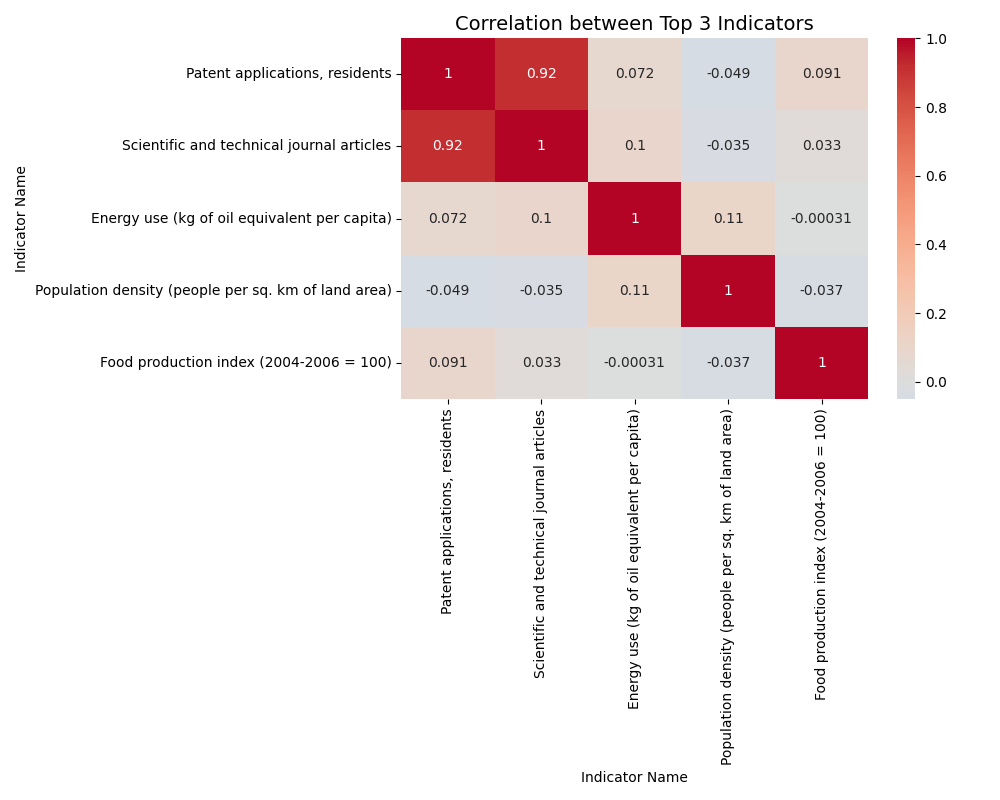 Correlation between Top 3 Indicators
Indicator Name
Patent applications, residents
1
0.92
0.072
-0.049
0.091
Scientific and technical journal articles
0.92
1
0.1
-0.035
0.033
Energy use (kg of oil equivalent per capita)
0.072
0.1
1
0.11
-0.00031
Population density (people per sq. km of land area)
-0.049
-0.035
0.11
1
-0.037
Food production index (2004-2006 = 100)
0.091
0.033
-0.00031
-0.037
1
Patent applications, residents
Scientific and technical journal articles
Energy use (kg of oil equivalent per capita)
Population density (people per sq. km of land area)
Food production index (2004-2006 = 100)
Indicator Name
1.0
0.8
0.6
0.4
0.2
0.0